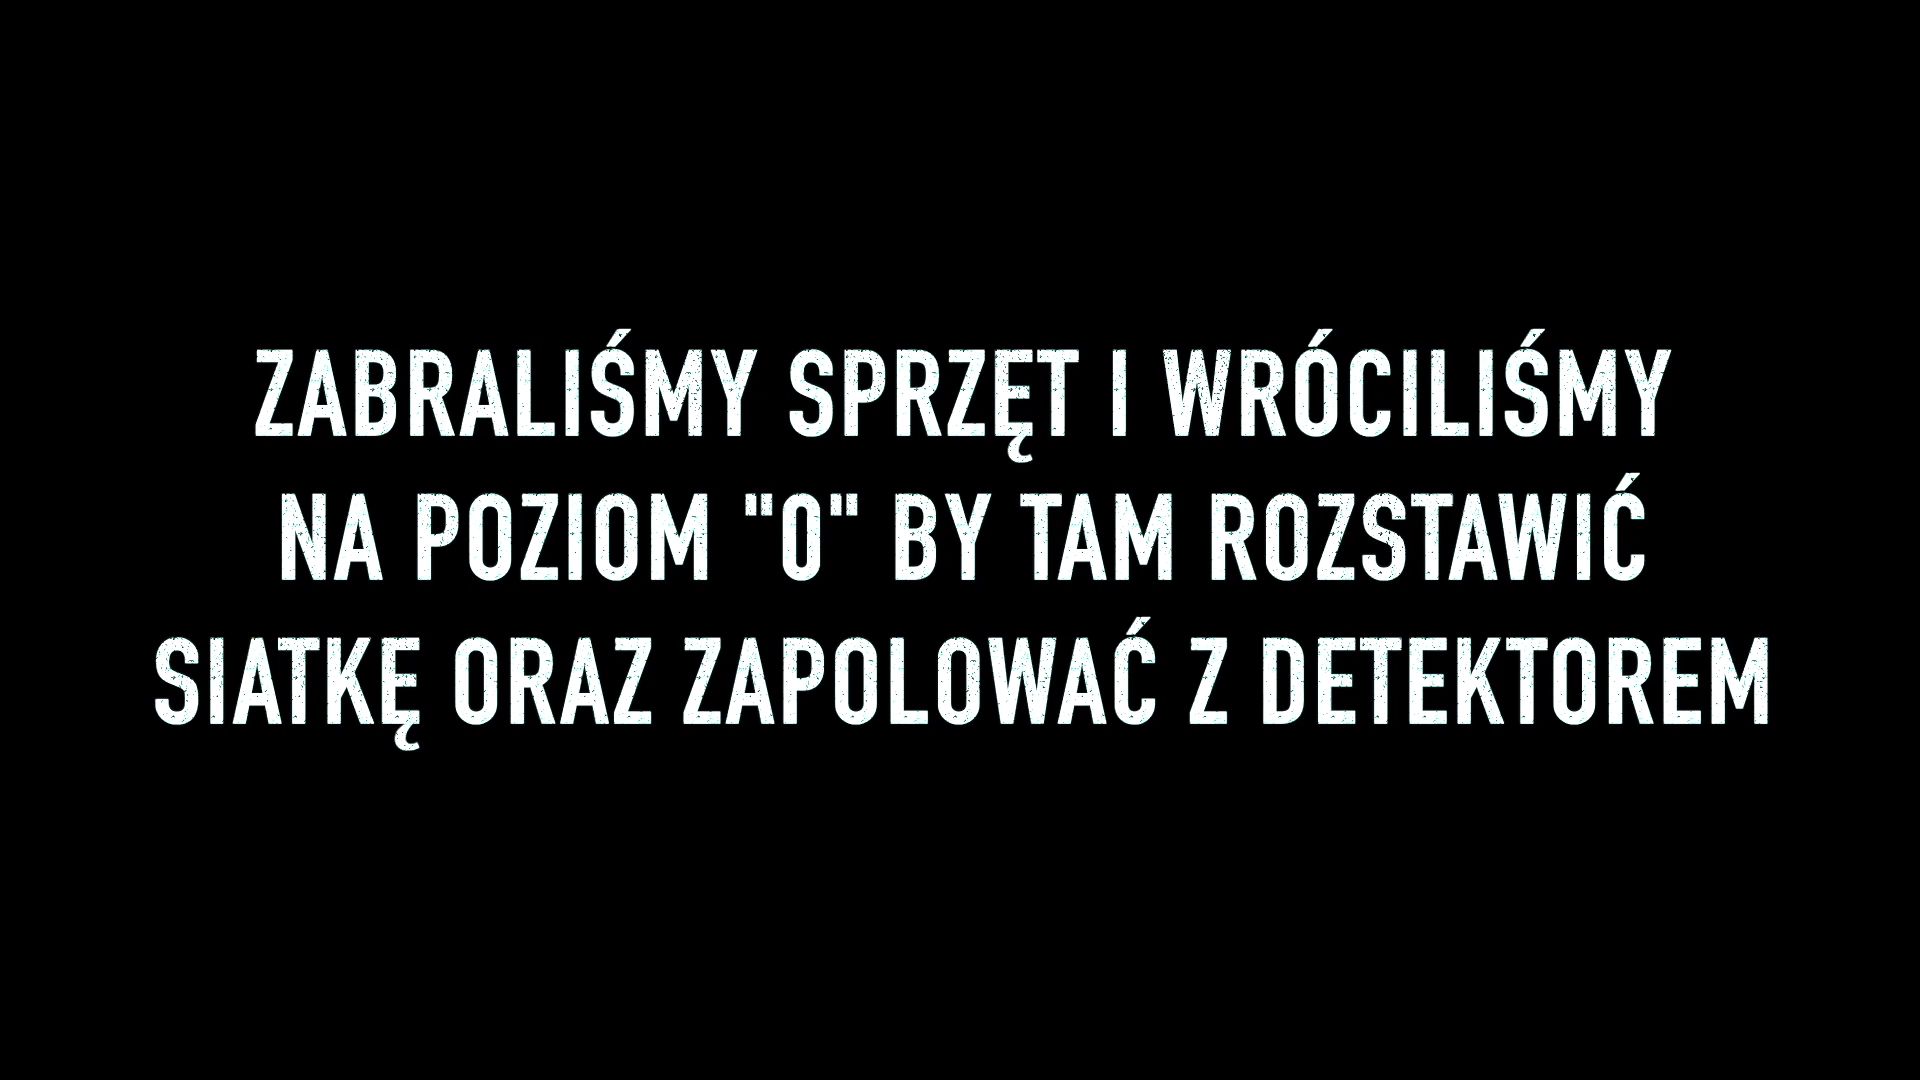 ZABRALIŚMY SPRZĘT I WRÓCILIŚMY
NA POZIOM "0" BY TAM ROZSTAWIĆ
SIATKĘ ORAZ ZAPOLOWAĆ Z DETEKTOREM